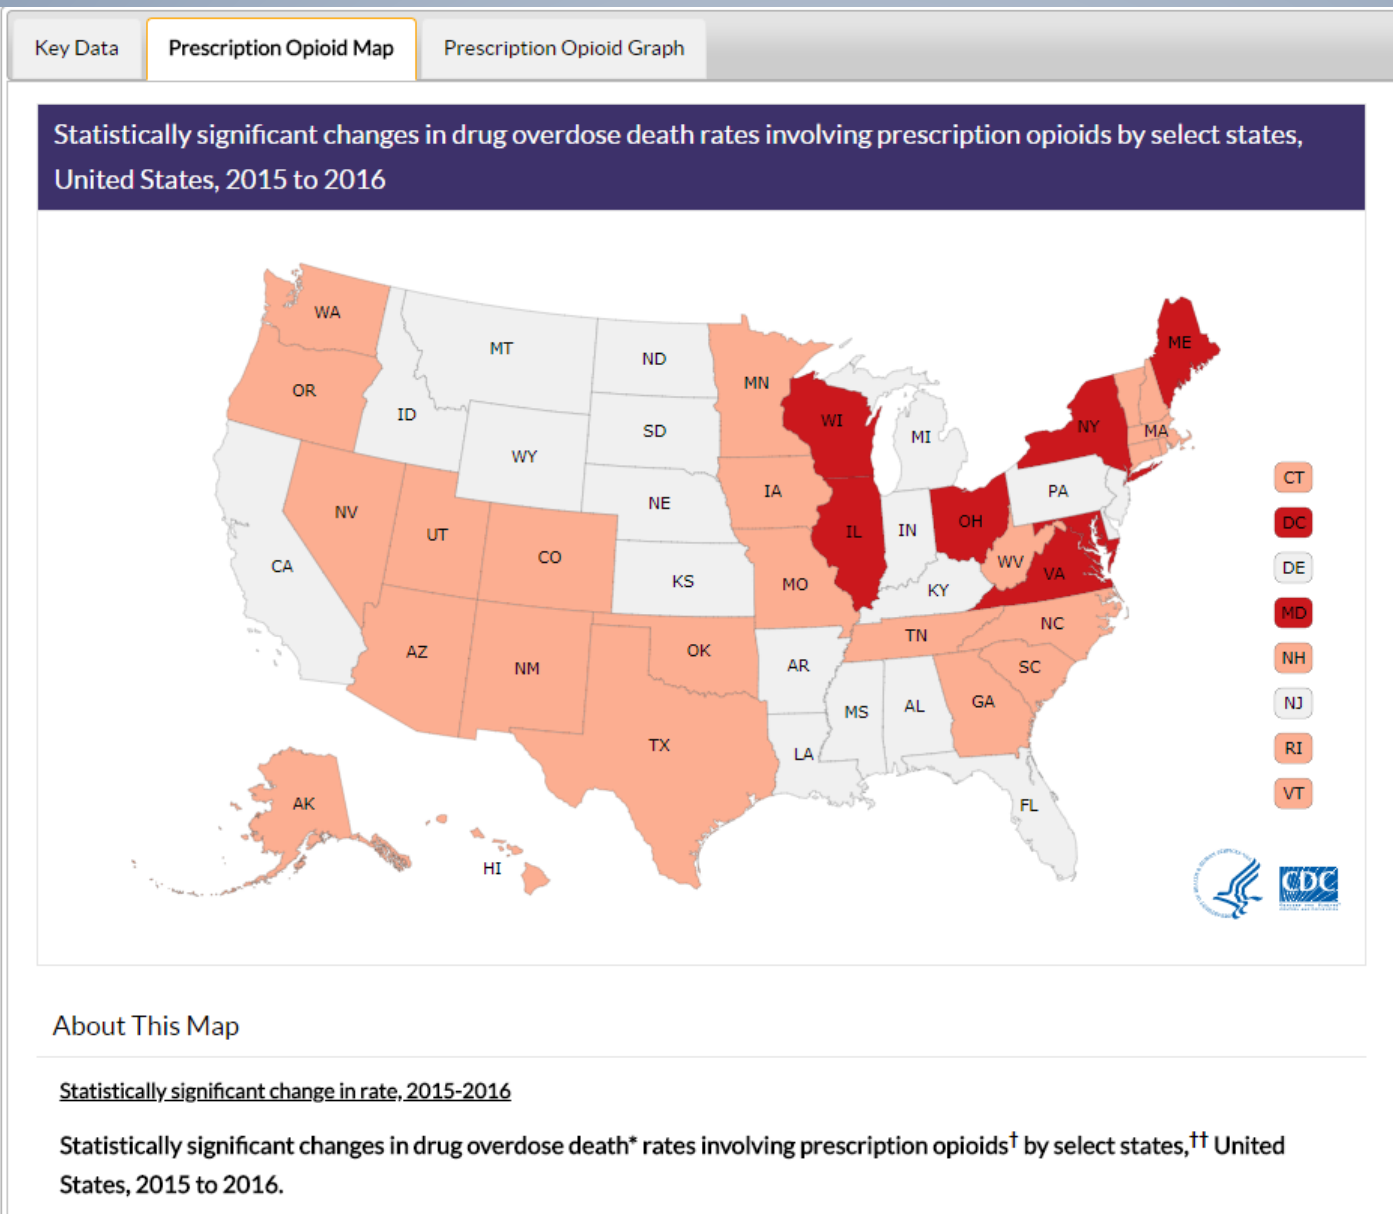 Key Data
Prescription Opioid Map
Prescription Opioid Graph
Statistically significant changes in drug overdose death rates involving prescription opioids by select states,
United States, 2015 to 2016
WA
MT
ND
MN
OR
ID
SD
WI
MI
ME
NY
MA
WY
NE
IA
PA
NV
UT
CO
KS
MO
IL
IN
OH
WV
VA
KY
CA
AZ
NM
OK
AR
TN
NC
SC
TX
LA
MS
AL
GA
FL
AK
HI
CT
DC
DE
MD
NH
NJ
RI
VT
CDC
About This Map
Statistically significant change in rate, 2015-2016
Statistically significant changes in drug overdose death* rates involving prescription opioids† by select states,†† United
States, 2015 to 2016.